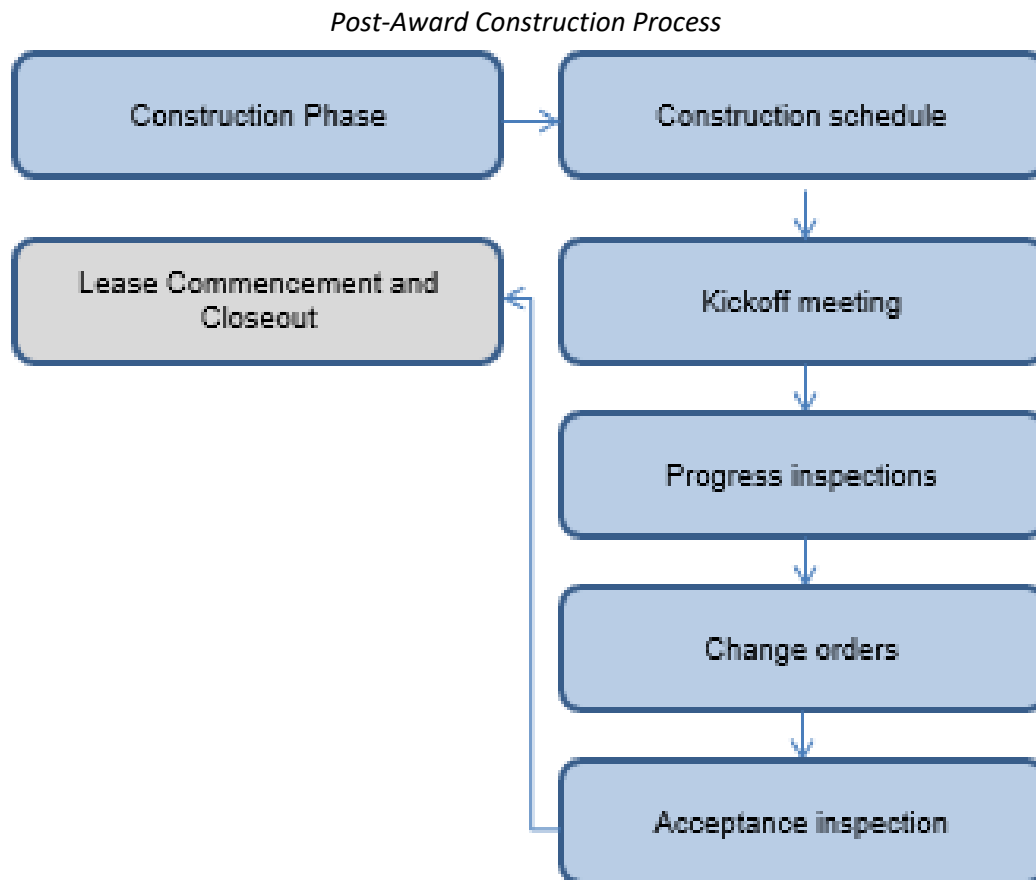 Post-Award Construction Process
Construction Phase
Construction schedule
Lease Commencement and
Closeout
Kickoff meeting
Progress inspections
Change orders
Acceptance inspection